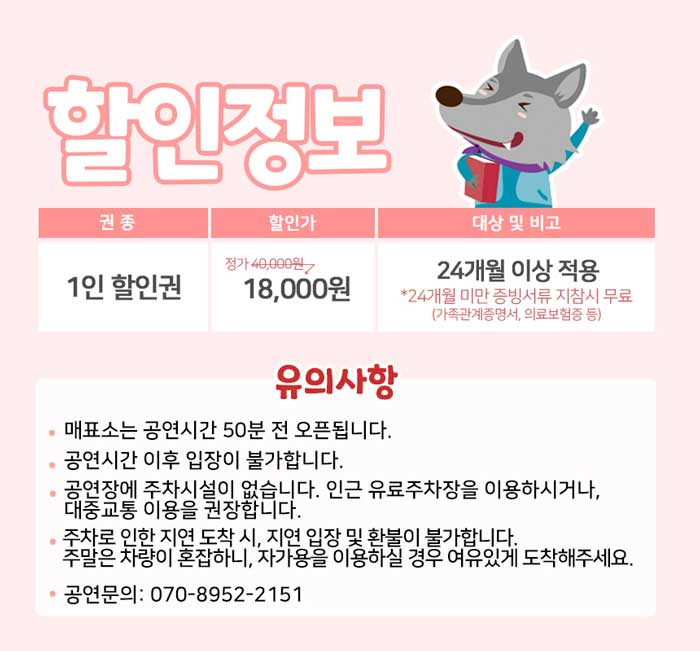 할인정보
권 종
할인가
대상 및 비고
1인 할인권
정가 40,000원
18,000원
24개월 이상 적용
*24개월 미만 증빙서류 지참시 무료
(가족관계증명서, 의료보험증 등)
유의사항
• 매표소는 공연시간 50분 전 오픈됩니다.
• 공연시간 이후 입장이 불가합니다.
• 공연장에 주차시설이 없습니다. 인근 유료주차장을 이용하시거나,
대중교통 이용을 권장합니다.
• 주차로 인한 지연 도착 시, 지연 입장 및 환불이 불가합니다.
주말은 차량이 혼잡하니, 자가용을 이용하실 경우 여유있게 도착해주세요.
• 공연문의: 070-8952-2151